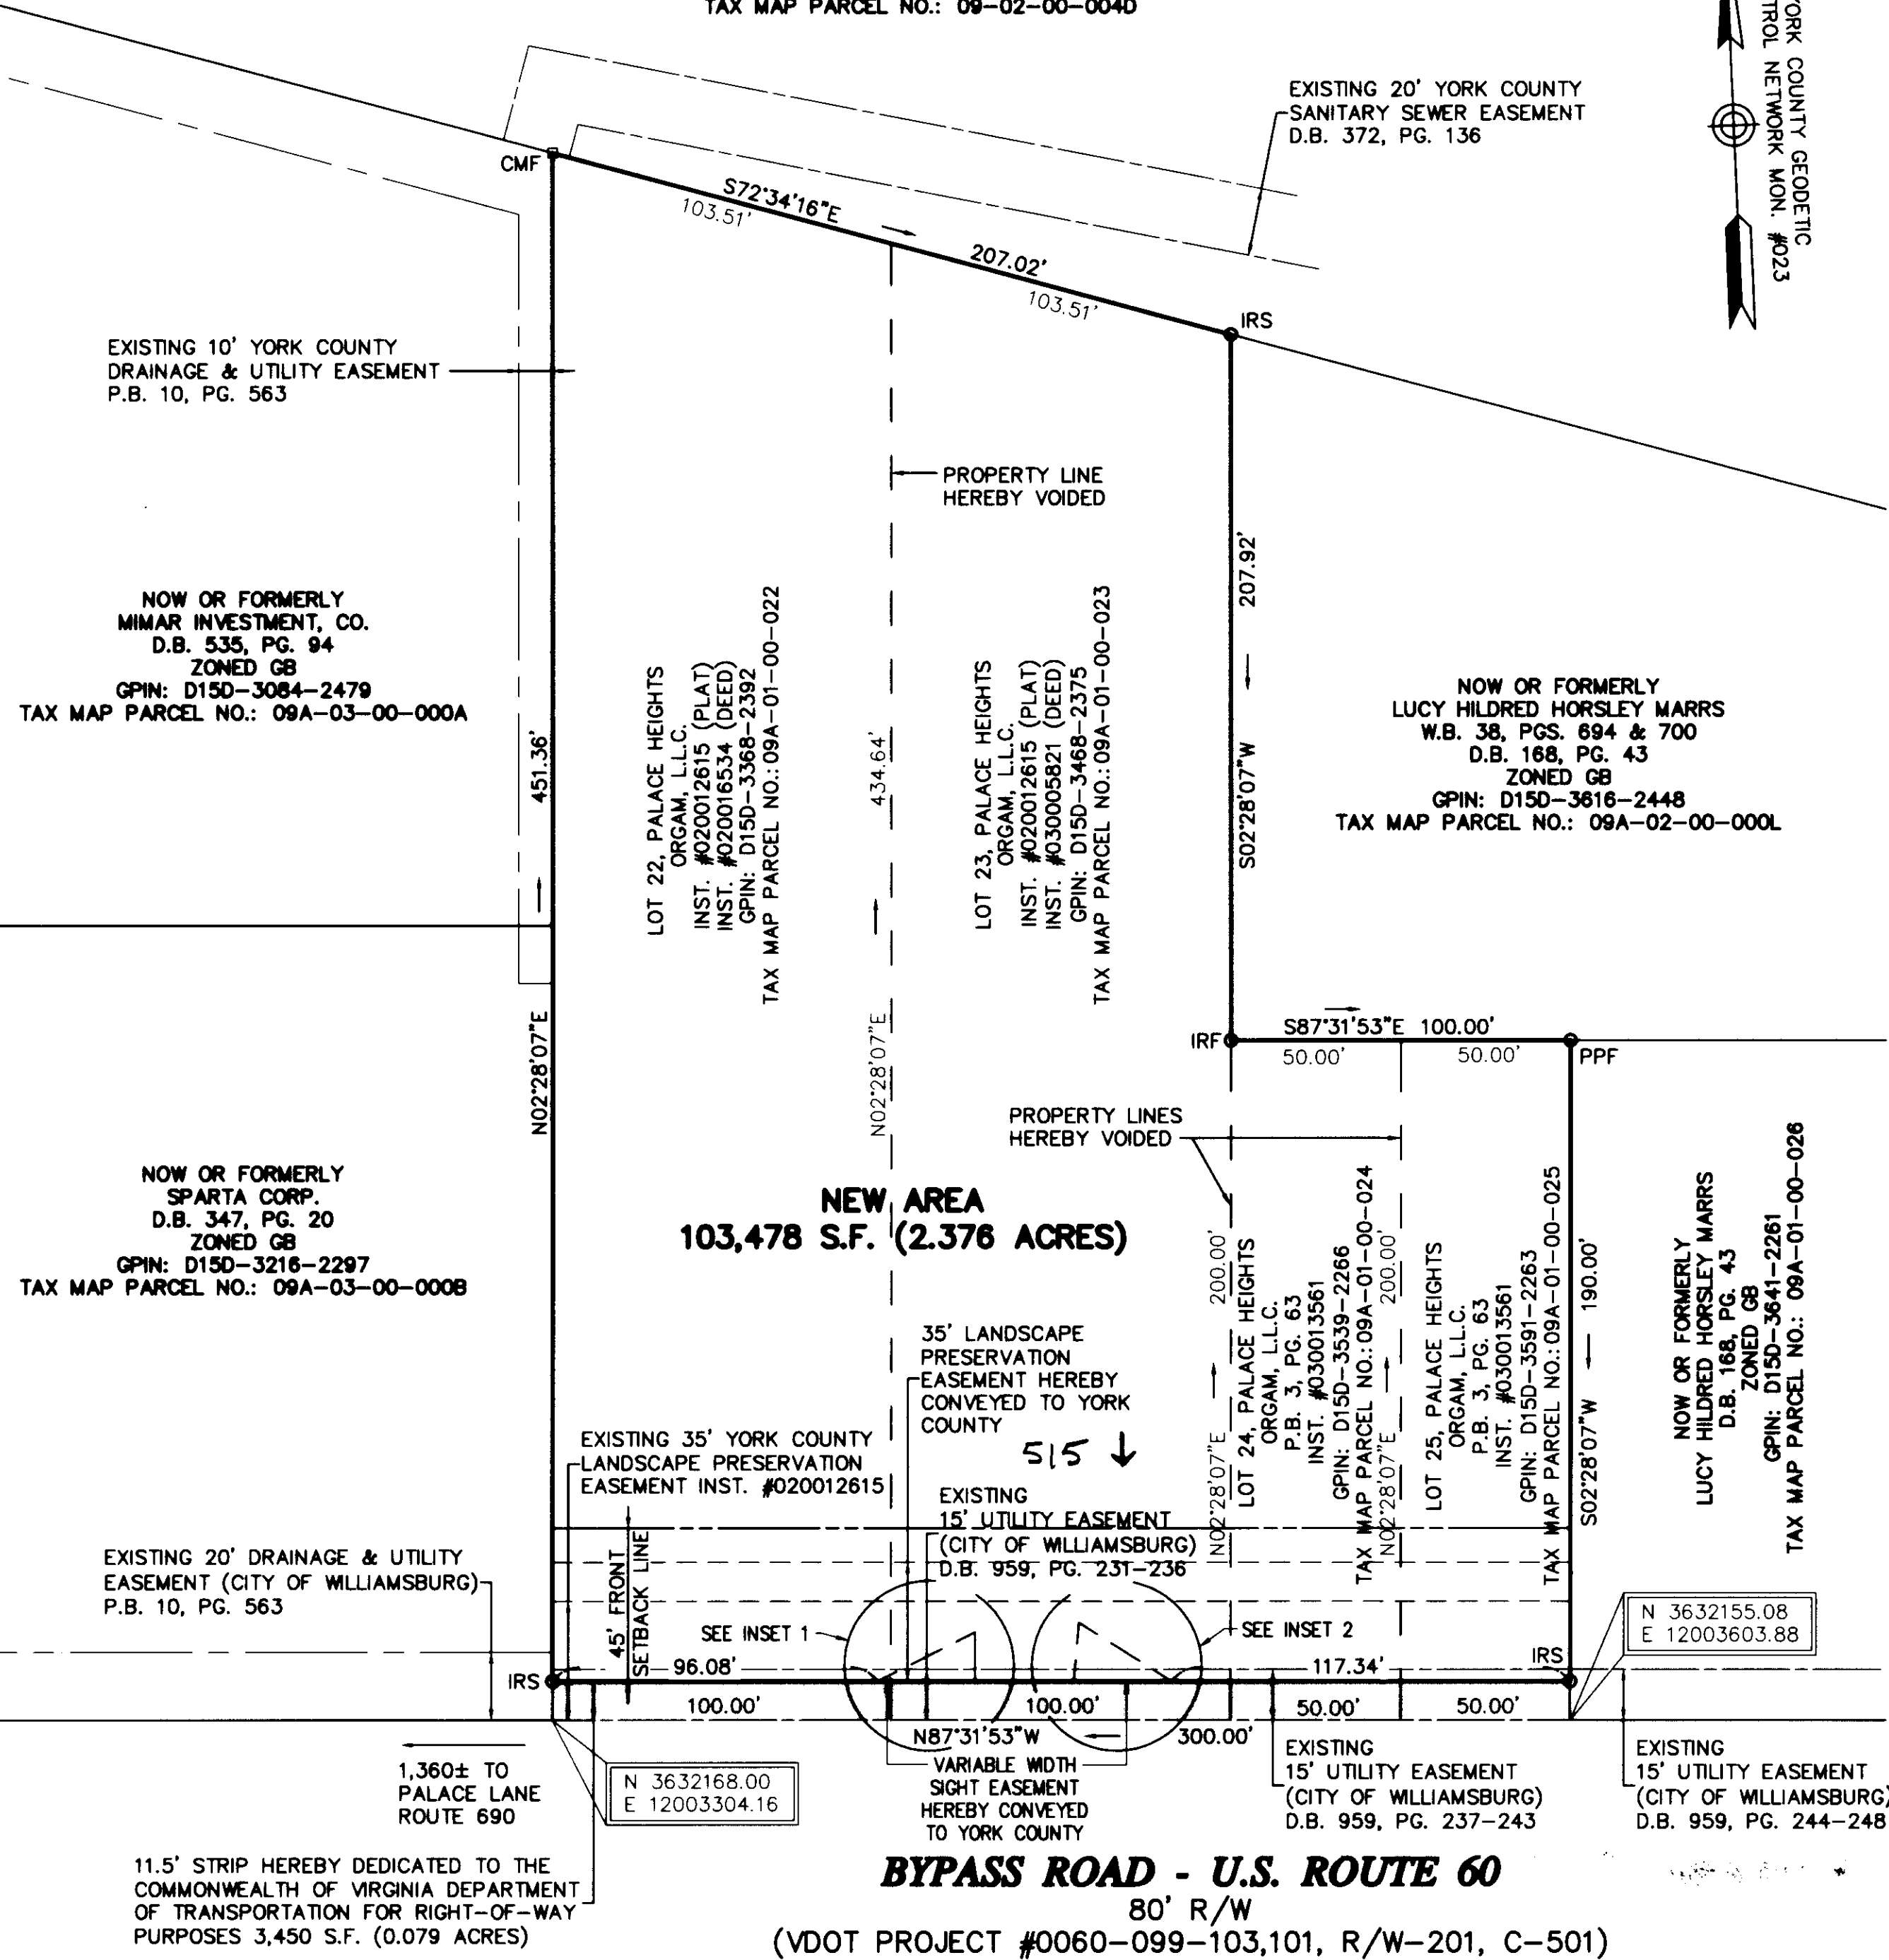 TAX MAP PARCEL NO.: 09-02-00-004D
YORK COUNTY GEODETIC
TROL NETWORK MON. #023
EXISTING 20' YORK COUNTY
SANITARY SEWER EASEMENT
D.B. 372, PG. 136
CMF
S72°34'16"E
103.51'
207.02'
103.51'
IRS
EXISTING 10' YORK COUNTY
DRAINAGE & UTILITY EASEMENT
P.B. 10, PG. 563
PROPERTY LINE
HEREBY VOIDED
NOW OR FORMERLY
MIMAR INVESTMENT, CO.
D.B. 535, PG. 94
ZONED GB
GPIN: D15D-3084-2479
TAX MAP PARCEL NO.: 09A-03-00-000A
451.36'
N02°28'07"E
LOT 22, PALACE HEIGHTS
ORGAM, L.L.C.
INST. #020012615 (PLAT)
INST. #020016534 (DEED)
GPIN: D15D-3368-2392
TAX MAP PARCEL NO.:09A-01-00-022
434.64'
N02°28'07"E
LOT 23, PALACE HEIGHTS
ORGAM, L.L.C.
INST. #020012615 (PLAT)
INST. #030005821 (DEED)
GPIN: D15D-3468-2375
TAX MAP PARCEL NO.:09A-01-00-023
207.92'
S02°28'07"W
NOW OR FORMERLY
LUCY HILDRED HORSLEY MARRS
W.B. 38, PGS. 694 & 700
D.B. 168, PG. 43
ZONED GB
GPIN: D15D-3616-2448
TAX MAP PARCEL NO.: 09A-02-00-000L
IRF
S87°31'53"E 100.00'
50.00'
50.00'
PPF
PROPERTY LINES
HEREBY VOIDED
NOW OR FORMERLY
SPARTA CORP.
D.B. 347, PG. 20
ZONED GB
GPIN: D15D-3216-2297
TAX MAP PARCEL NO.: 09A-03-00-000B
NEW AREA
103,478 S.F. (2.376 ACRES)
200.00'
N02°28'07"E
LOT 24, PALACE HEIGHTS
ORGAM, L.L.C.
P.B. 3, PG. 63
INST. #030013561
GPIN: D15D-3539-2266
TAX MAP PARCEL NO.:09A-01-00-024
200.00'
N02°28'07"E
LOT 25, PALACE HEIGHTS
ORGAM, L.L.C.
P.B. 3, PG. 63
INST. #030013561
GPIN: D15D-3591-2263
TAX MAP PARCEL NO.:09A-01-00-025
190.00'
S02°28'07"W
NOW OR FORMERLY
LUCY HILDRED HORSLEY MARRS
D.B. 168, PG. 43
ZONED GB
GPIN: D15D-3641-2261
TAX MAP PARCEL NO.: 09A-01-00-026
35' LANDSCAPE
PRESERVATION
EASEMENT HEREBY
CONVEYED TO YORK
COUNTY
515 ↓
EXISTING 35' YORK COUNTY
LANDSCAPE PRESERVATION
EASEMENT INST. #020012615
EXISTING
15' UTILITY EASEMENT
(CITY OF WILLIAMSBURG)
D.B. 959, PG. 231-236
EXISTING 20' DRAINAGE & UTILITY
EASEMENT (CITY OF WILLIAMSBURG)
P.B. 10, PG. 563
45' FRONT
SETBACK LINE
SEE INSET 1
SEE INSET 2
N 3632155.08
E 12003603.88
IRS
96.08'
117.34'
IRS
100.00'
100.00'
50.00'
50.00'
N87°31'53"W
300.00'
1,360± TO
PALACE LANE
ROUTE 690
N 3632168.00
E 12003304.16
VARIABLE WIDTH
SIGHT EASEMENT
HEREBY CONVEYED
TO YORK COUNTY
EXISTING
15' UTILITY EASEMENT
(CITY OF WILLIAMSBURG)
D.B. 959, PG. 237-243
EXISTING
15' UTILITY EASEMENT
(CITY OF WILLIAMSBURG)
D.B. 959, PG. 244-248
11.5' STRIP HEREBY DEDICATED TO THE
COMMONWEALTH OF VIRGINIA DEPARTMENT
OF TRANSPORTATION FOR RIGHT-OF-WAY
PURPOSES 3,450 S.F. (0.079 ACRES)
BYPASS ROAD - U.S. ROUTE 60
80' R/W
(VDOT PROJECT #0060-099-103,101, R/W-201, C-501)